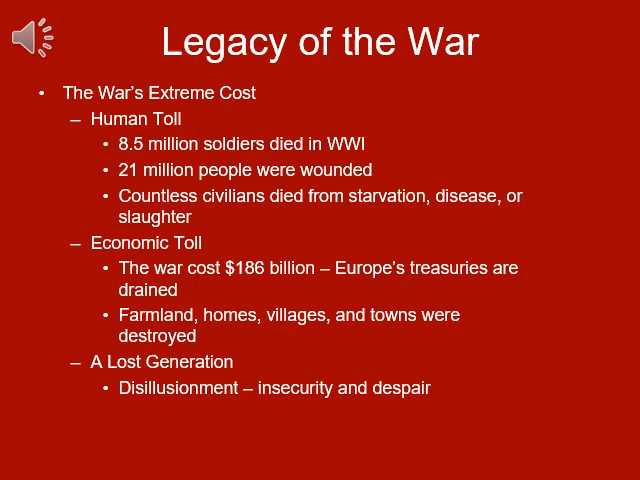 Legacy of the War
• The War’s Extreme Cost
– Human Toll
• 8.5 million soldiers died in WWI
• 21 million people were wounded
• Countless civilians died from starvation, disease, or
slaughter
– Economic Toll
• The war cost $186 billion – Europe’s treasuries are
drained
• Farmland, homes, villages, and towns were
destroyed
– A Lost Generation
• Disillusionment – insecurity and despair